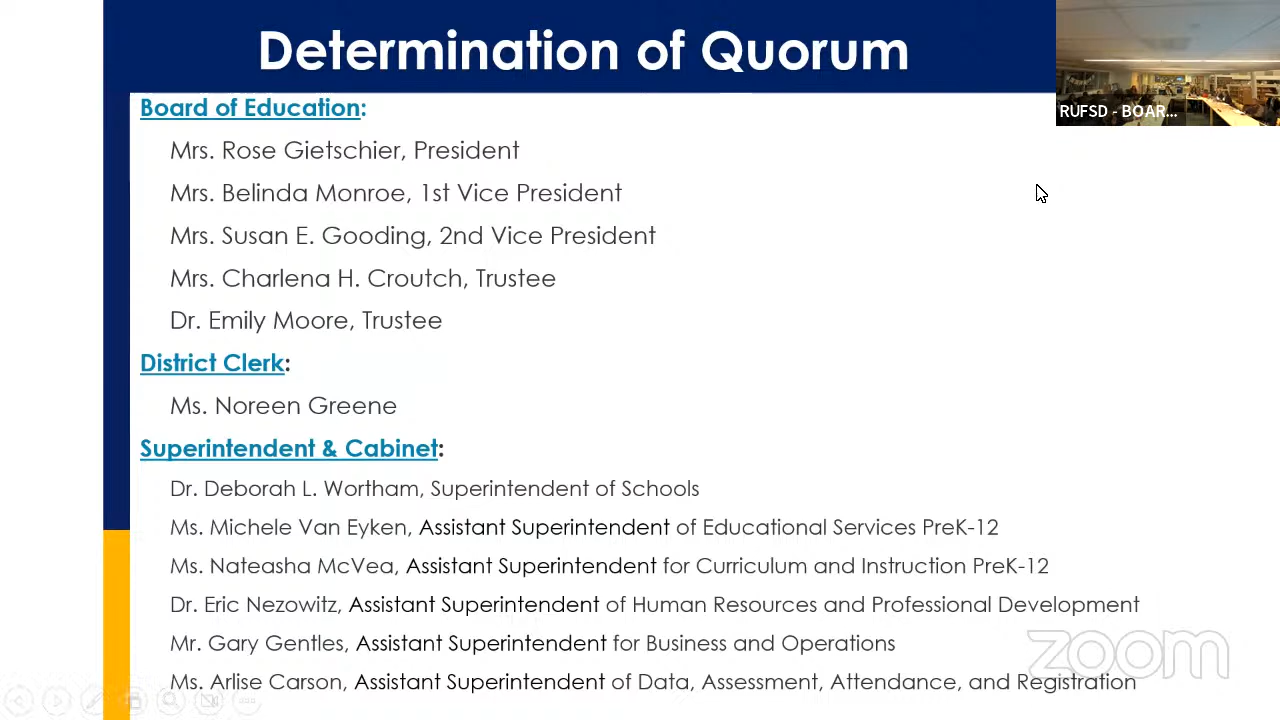 Determination of Quorum
RUFSD - BOAR...
Board of Education:
Mrs. Rose Gietschier, President
Mrs. Belinda Monroe, 1st Vice President
Mrs. Susan E. Gooding, 2nd Vice President
Mrs. Charlena H. Croutch, Trustee
Dr. Emily Moore, Trustee
District Clerk:
Ms. Noreen Greene
Superintendent & Cabinet:
Dr. Deborah L. Wortham, Superintendent of Schools
Ms. Michele Van Eyken, Assistant Superintendent of Educational Services PreK-12
Ms. Nateasha McVea, Assistant Superintendent for Curriculum and Instruction PreK-12
Dr. Eric Nezowitz, Assistant Superintendent of Human Resources and Professional Development
Mr. Gary Gentles, Assistant Superintendent for Business and Operations
Ms. Arlise Carson, Assistant Superintendent of Data, Assessment, Attendance, and Registration
zoom